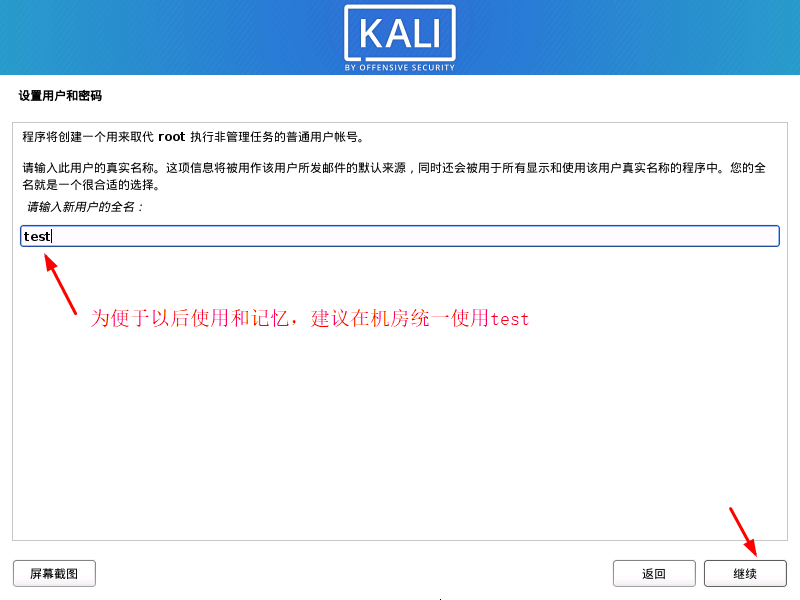 KALI
BY OFFENSIVE SECURITY
设置用户和密码
程序将创建一个用来取代 root 执行非管理任务的普通用户帐号。
请输入此用户的真实名称。这项信息将被用作该用户所发邮件的默认来源，同时还会被用于所有显示和使用该用户真实名称的程序中。您的全
名就是一个很合适的选择。
请输入新用户的全名：
test
为便于以后使用和记忆，建议在机房统一使用test
屏幕截图
返回
继续